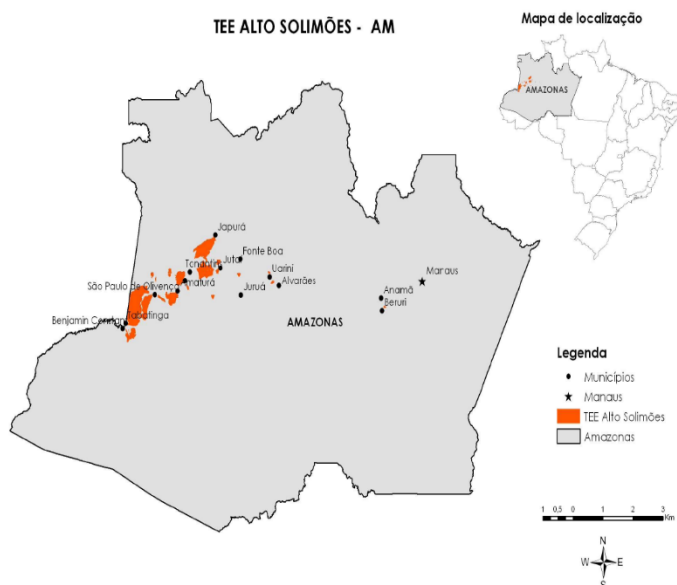 TEE ALTO SOLIMÕES - AM
Mapa de localização
AMAZONAS
Japurá
Fonte Boa
Jutaí
Tonantins
Uarini
Alvarães
Manaus
São Paulo de Olivença
Amaturá
Juruá
Anamã
Beruri
Tabatinga
Benjamin Constant
AMAZONAS
Legenda
Municípios
Manaus
TEE Alto Solimões
Amazonas
1 0,5 0 1 2 3
Km
N
W E
S